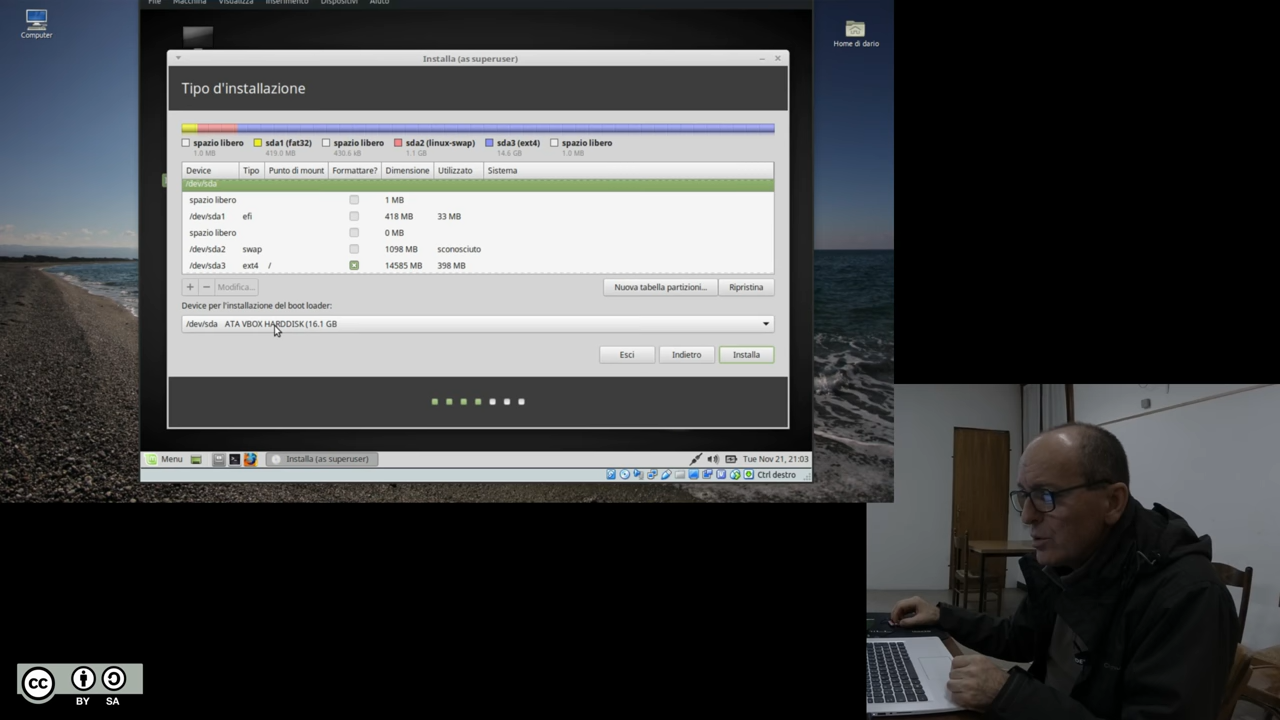 File Macchina Visualizza Inserimento Dispositivi Aiuto
Computer
Home di dario
Installa (as superuser)
Tipo d'installazione
spazio libero sda1 (fat32) spazio libero sda2 (linux-swap) sda3 (ext4) spazio libero
1.0 MB 419.0 MB 430.6 kB 1.1 GB 14.6 GB 1.0 MB
Device Tipo Punto di mount Formattare? Dimensione Utilizzato Sistema
/dev/sda
spazio libero 1 MB
/dev/sda1 efi 418 MB 33 MB
spazio libero 0 MB
/dev/sda2 swap 1098 MB sconosciuto
/dev/sda3 ext4 / 14585 MB 398 MB
+ − Modifica... Nuova tabella partizioni... Ripristina
Device per l'installazione del boot loader:
/dev/sda ATA VBOX HARDDISK (16.1 GB
Esci Indietro Installa
Menu Installa (as superuser) Tue Nov 21, 21:03
Ctrl destro
cc
BY SA